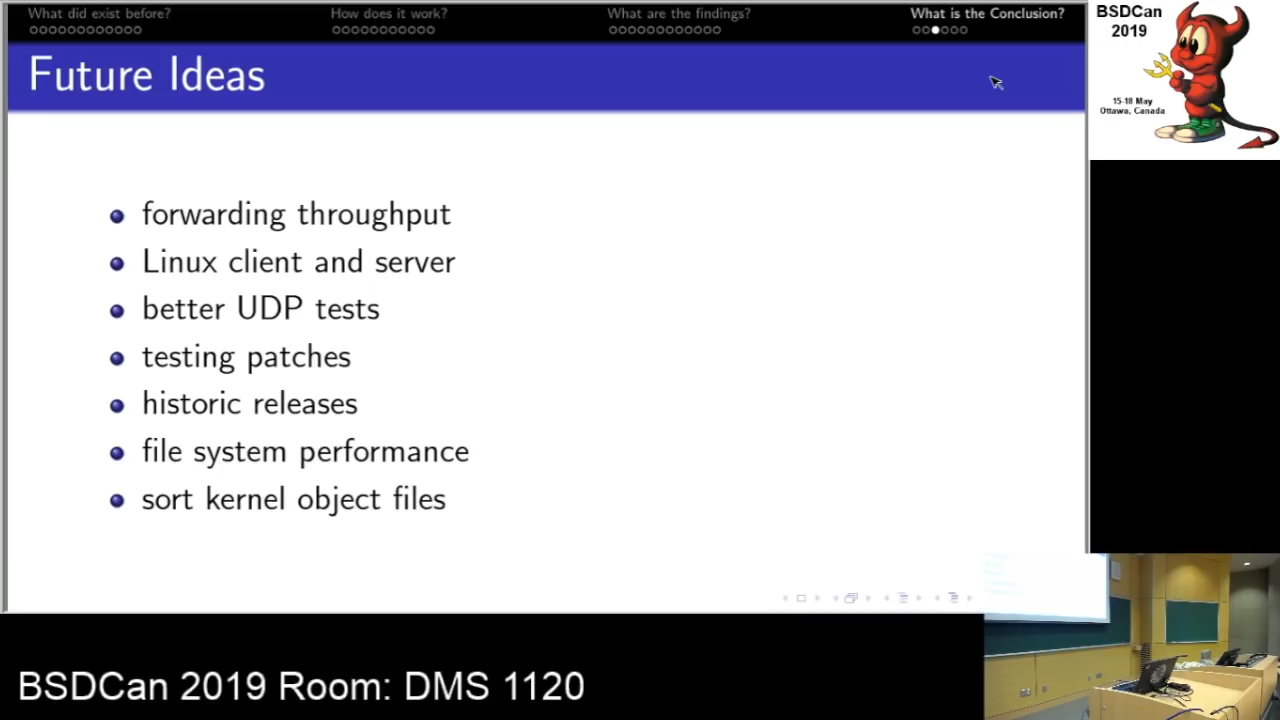 What did exist before?
How does it work?
What are the findings?
What is the Conclusion?
Future Ideas
forwarding throughput
Linux client and server
better UDP tests
testing patches
historic releases
file system performance
sort kernel object files
BSDCan
2019
15-18 May
Ottawa, Canada
BSDCan 2019 Room: DMS 1120